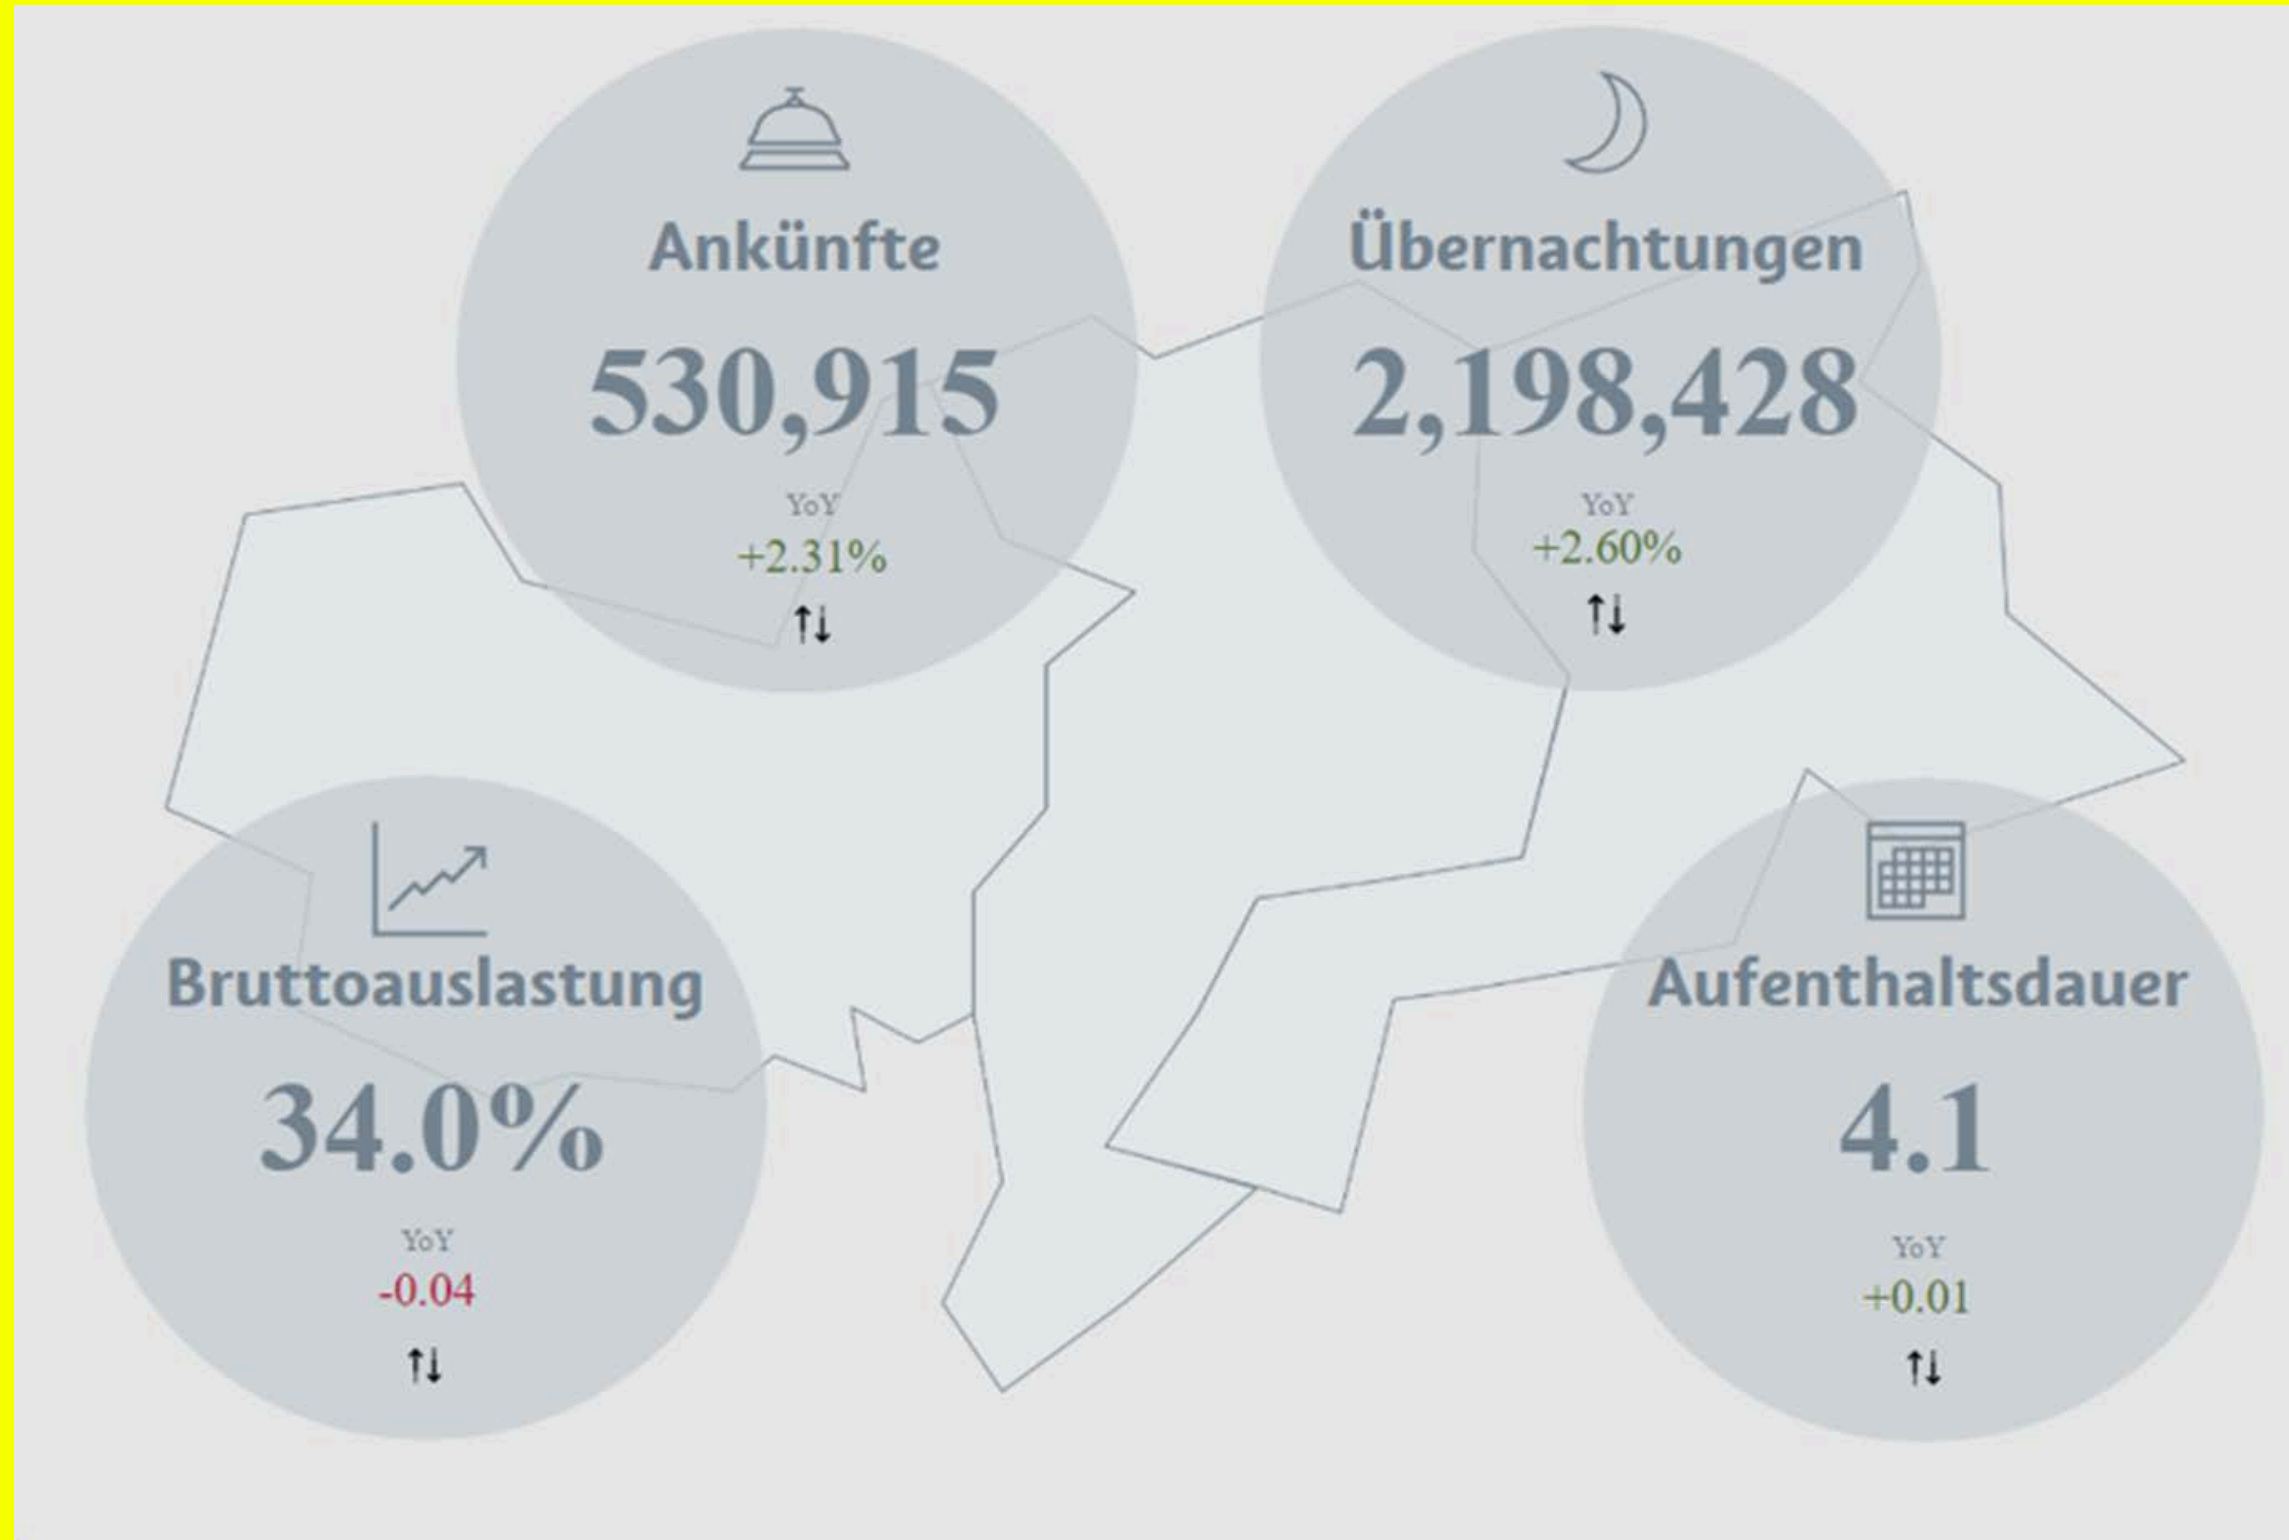 Ankünfte
530,915
YoY
+2.31%
↑↓
Übernachtungen
2,198,428
YoY
+2.60%
↑↓
Bruttoauslastung
34.0%
YoY
-0.04
↑↓
Aufenthaltsdauer
4.1
YoY
+0.01
↑↓